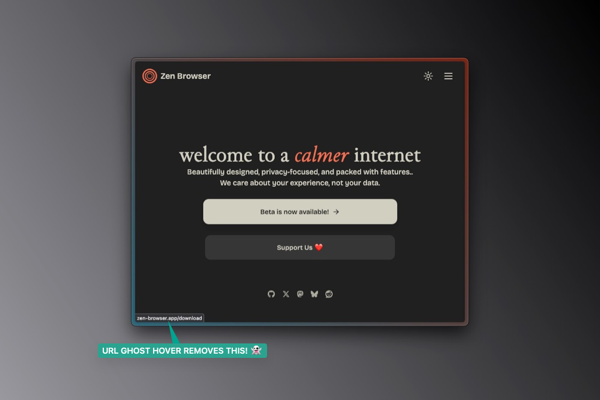 Zen Browser
welcome to a calmer internet
Beautifully designed, privacy-focused, and packed with features..
We care about your experience, not your data.
Beta is now available! →
Support Us ❤️
zen-browser.app/download
URL GHOST HOVER REMOVES THIS! 👻